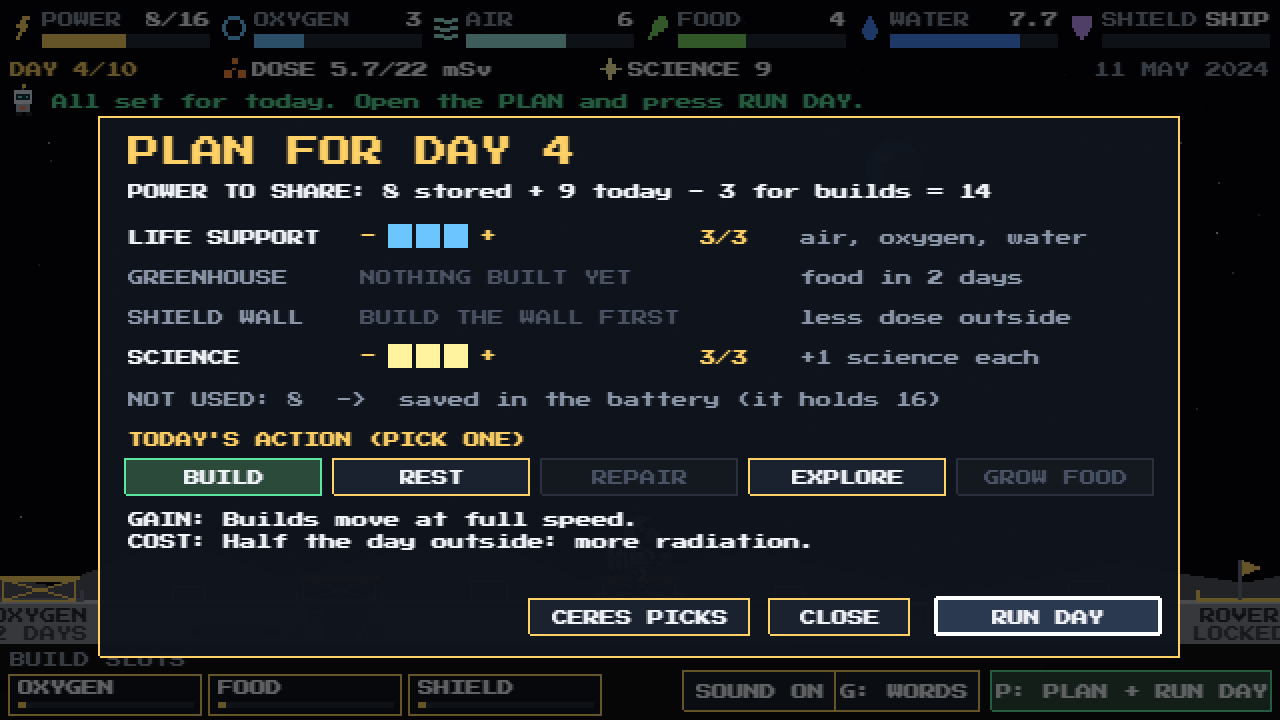 POWER 8/16 OXYGEN 3 AIR 6 FOOD 4 WATER 7.7 SHIELD SHIP
DAY 4/10 DOSE 5.7/22 mSv SCIENCE 9 11 MAY 2024
All set for today. Open the PLAN and press RUN DAY.
PLAN FOR DAY 4
POWER TO SHARE: 8 stored + 9 today - 3 for builds = 14
LIFE SUPPORT - + 3/3 air, oxygen, water
GREENHOUSE NOTHING BUILT YET food in 2 days
SHIELD WALL BUILD THE WALL FIRST less dose outside
SCIENCE - + 3/3 +1 science each
NOT USED: 8 -> saved in the battery (it holds 16)
TODAY'S ACTION (PICK ONE)
BUILD REST REPAIR EXPLORE GROW FOOD
GAIN: Builds move at full speed.
COST: Half the day outside: more radiation.
CERES PICKS CLOSE RUN DAY
OXYGEN ROVER
2 DAYS LOCKED
BUILD SLOTS
OXYGEN FOOD SHIELD SOUND ON G: WORDS P: PLAN + RUN DAY